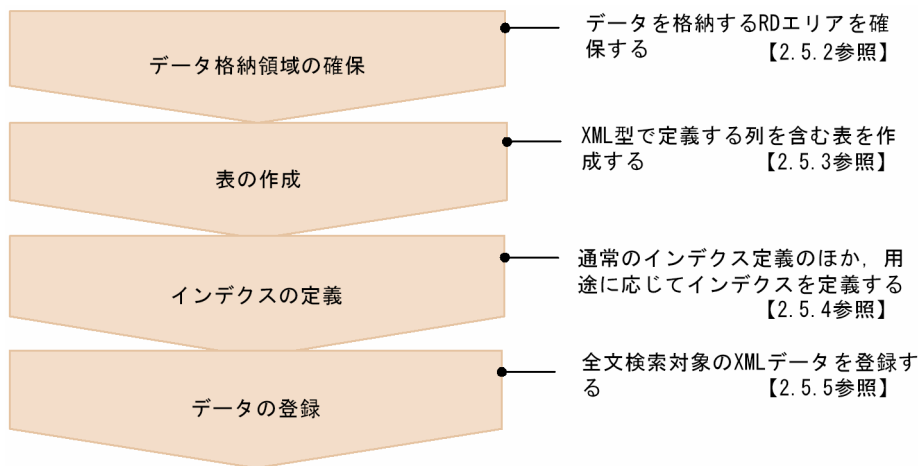 データ格納領域の確保
データを格納するRDエリアを確
保する 【2.5.2参照】
表の作成
XML型で定義する列を含む表を作
成する 【2.5.3参照】
インデクスの定義
通常のインデクス定義のほか，用
途に応じてインデクスを定義する
【2.5.4参照】
データの登録
全文検索対象のXMLデータを登録す
る 【2.5.5参照】